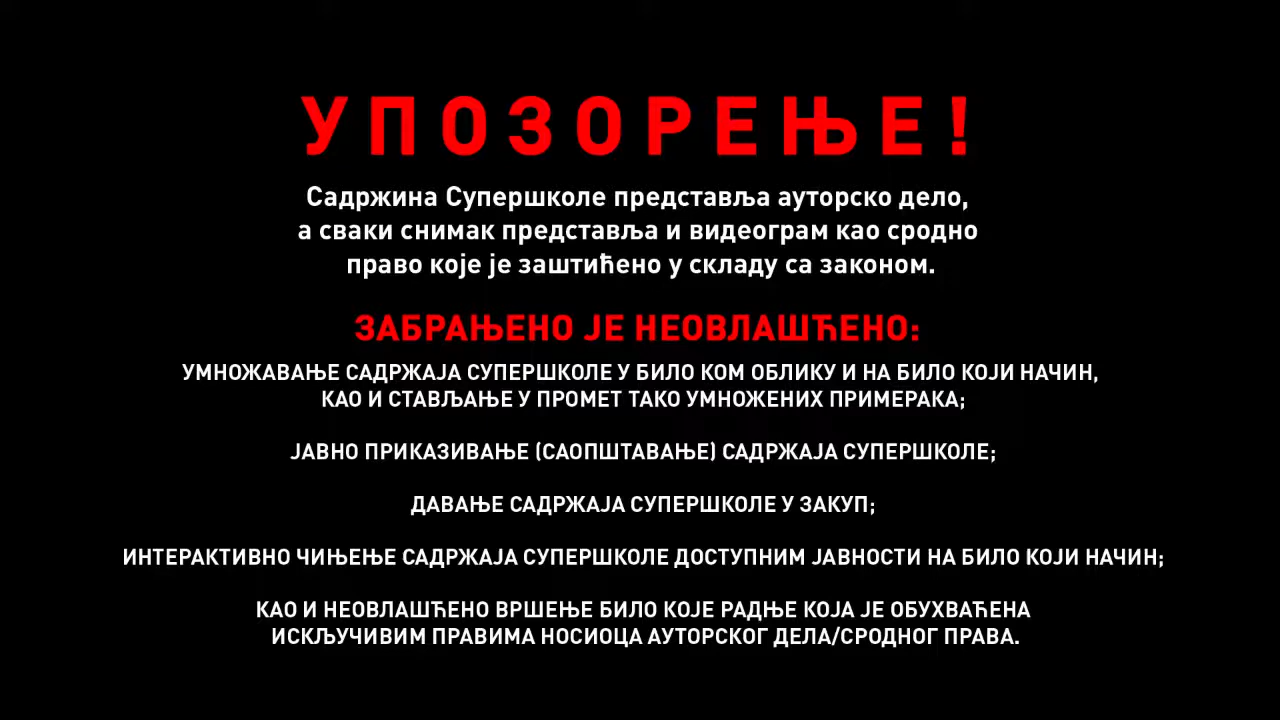 УПОЗОРЕЊЕ!
Садржина Супершколе представља ауторско дело,
а сваки снимак представља и видеограм као сродно
право које је заштићено у складу са законом.
ЗАБРАЊЕНО ЈЕ НЕОВЛАШЋЕНО:
УМНОЖАВАЊЕ САДРЖАЈА СУПЕРШКОЛЕ У БИЛО КОМ ОБЛИКУ И НА БИЛО КОЈИ НАЧИН,
КАО И СТАВЉАЊЕ У ПРОМЕТ ТАКО УМНОЖЕНИХ ПРИМЕРАКА;
ЈАВНО ПРИКАЗИВАЊЕ (САОПШТАВАЊЕ) САДРЖАЈА СУПЕРШКОЛЕ;
ДАВАЊЕ САДРЖАЈА СУПЕРШКОЛЕ У ЗАКУП;
ИНТЕРАКТИВНО ЧИЊЕЊЕ САДРЖАЈА СУПЕРШКОЛЕ ДОСТУПНИМ ЈАВНОСТИ НА БИЛО КОЈИ НАЧИН;
КАО И НЕОВЛАШЋЕНО ВРШЕЊЕ БИЛО КОЈЕ РАДЊЕ КОЈА ЈЕ ОБУХВАЋЕНА
ИСКЉУЧИВИМ ПРАВИМА НОСИОЦА АУТОРСКОГ ДЕЛА/СРОДНОГ ПРАВА.